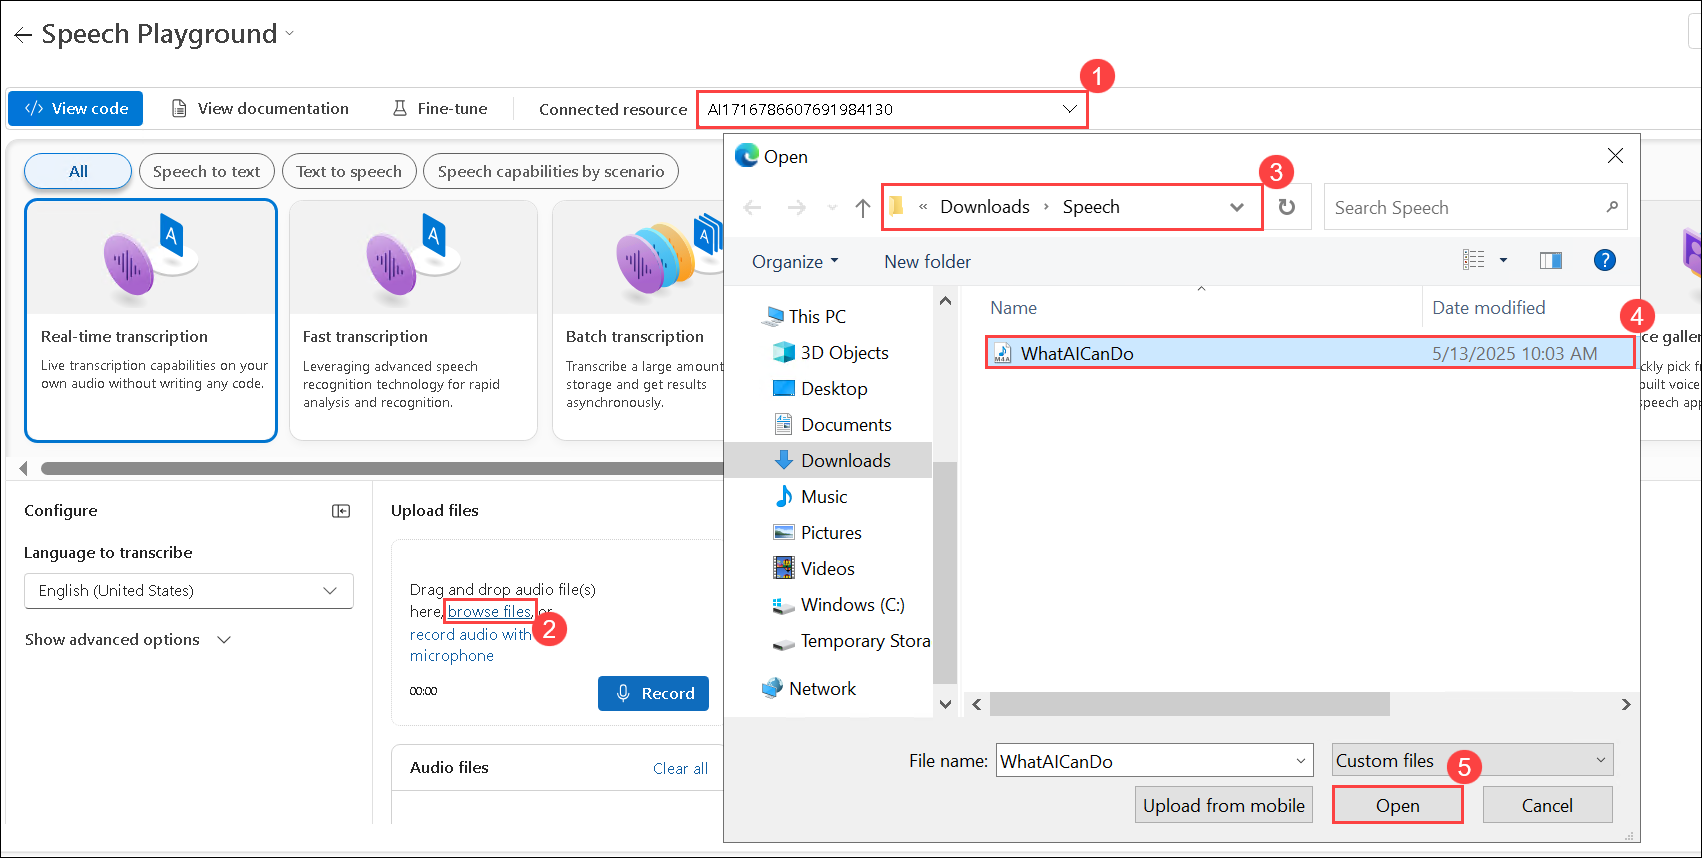 Speech Playground
1
</> View code
View documentation
Fine-tune
Connected resource
AI1716786607691984130
All
Speech to text
Text to speech
Speech capabilities by scenario
Real-time transcription
Live transcription capabilities on your
own audio without writing any code.
Fast transcription
Leveraging advanced speech
recognition technology for rapid
analysis and recognition.
Batch transcription
Transcribe a large amount
storage and get results
asynchronously.
ce galler
ckly pick f
built voice
speech app
Configure
Language to transcribe
English (United States)
Show advanced options
Upload files
Drag and drop audio file(s)
here, browse files, or
2
record audio with
microphone
00:00
Record
Audio files
Clear all
Open
3
« Downloads › Speech
Search Speech
Organize
New folder
?
This PC
3D Objects
Desktop
Documents
Downloads
Music
Pictures
Videos
Windows (C:)
Temporary Stora
Network
Name
Date modified
4
M4A
WhatAICanDo
5/13/2025 10:03 AM
File name:
WhatAICanDo
Custom files
5
Upload from mobile
Open
Cancel